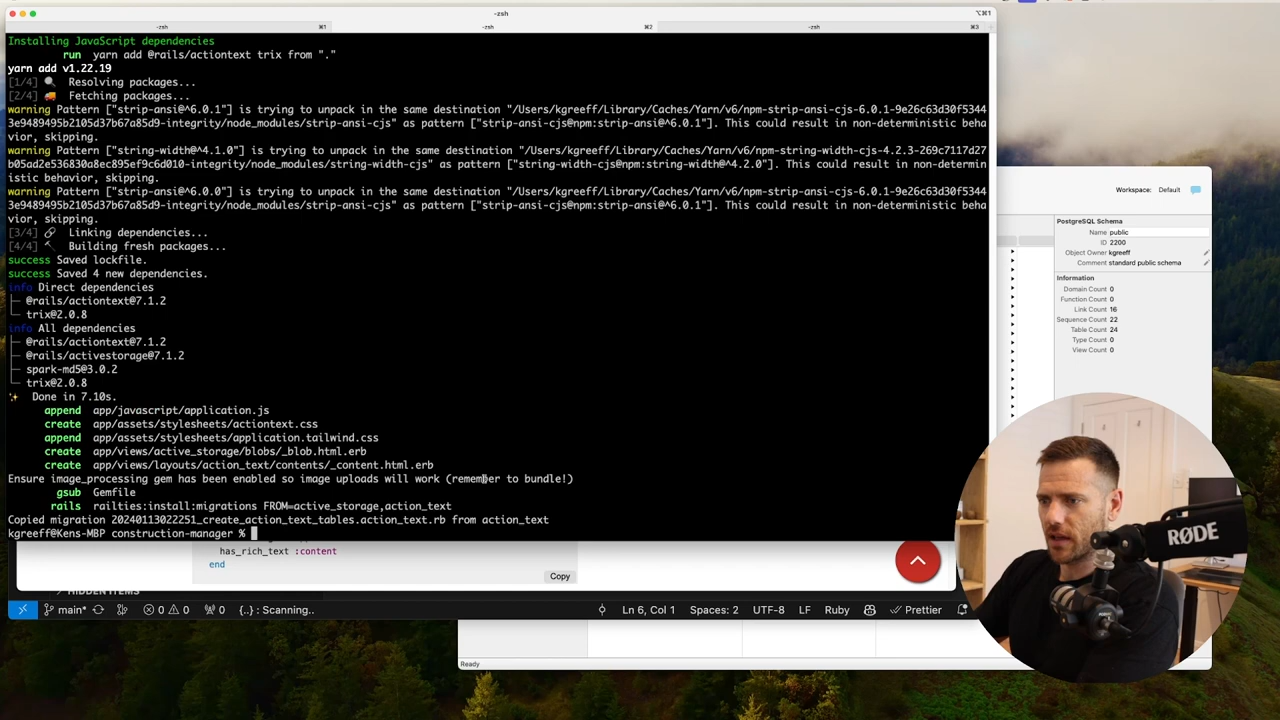 -zsh
⌥⌘1
-zsh ⌘1 -zsh ⌘2 -zsh ⌘3
Installing JavaScript dependencies
run yarn add @rails/actiontext trix from "."
yarn add v1.22.19
[1/4] 🔍 Resolving packages...
[2/4] 🚚 Fetching packages...
warning Pattern ["strip-ansi@^6.0.1"] is trying to unpack in the same destination "/Users/kgreeff/Library/Caches/Yarn/v6/npm-strip-ansi-cjs-6.0.1-9e26c63d30f5344
3e9489495b2105d37b67a85d9-integrity/node_modules/strip-ansi-cjs" as pattern ["strip-ansi-cjs@npm:strip-ansi@^6.0.1"]. This could result in non-deterministic beha
vior, skipping.
warning Pattern ["string-width@^4.1.0"] is trying to unpack in the same destination "/Users/kgreeff/Library/Caches/Yarn/v6/npm-string-width-cjs-4.2.3-269c7117d27
b05ad2e536830a8ec895ef9c6d010-integrity/node_modules/string-width-cjs" as pattern ["string-width-cjs@npm:string-width@^4.2.0"]. This could result in non-determin
istic behavior, skipping.
warning Pattern ["strip-ansi@^6.0.0"] is trying to unpack in the same destination "/Users/kgreeff/Library/Caches/Yarn/v6/npm-strip-ansi-cjs-6.0.1-9e26c63d30f5344
3e9489495b2105d37b67a85d9-integrity/node_modules/strip-ansi-cjs" as pattern ["strip-ansi-cjs@npm:strip-ansi@^6.0.1"]. This could result in non-deterministic beha
vior, skipping.
[3/4] 🔗 Linking dependencies...
[4/4] 🔨 Building fresh packages...
success Saved lockfile.
success Saved 4 new dependencies.
info Direct dependencies
├─ @rails/actiontext@7.1.2
└─ trix@2.0.8
info All dependencies
├─ @rails/actiontext@7.1.2
├─ @rails/activestorage@7.1.2
├─ spark-md5@3.0.2
└─ trix@2.0.8
✨ Done in 7.10s.
append app/javascript/application.js
create app/assets/stylesheets/actiontext.css
append app/assets/stylesheets/application.tailwind.css
create app/views/active_storage/blobs/_blob.html.erb
create app/views/layouts/action_text/contents/_content.html.erb
Ensure image_processing gem has been enabled so image uploads will work (remember to bundle!)
gsub Gemfile
rails railties:install:migrations FROM=active_storage,action_text
Copied migration 20240113022251_create_action_text_tables.action_text.rb from action_text
kgreeff@Kens-MBP construction-manager %
has_rich_text :content
end
Copy
HIDDEN ITEMS
main* 0 0 0 {..} : Scanning.. Ln 6, Col 1 Spaces: 2 UTF-8 LF Ruby Prettier
Workspace: Default
PostgreSQL Schema
Name public
ID 2200
Object Owner kgreeff
Comment standard public schema
Information
Domain Count 0
Function Count 0
Link Count 16
Sequence Count 22
Table Count 24
Type Count 0
View Count 0
Ready
RØDE